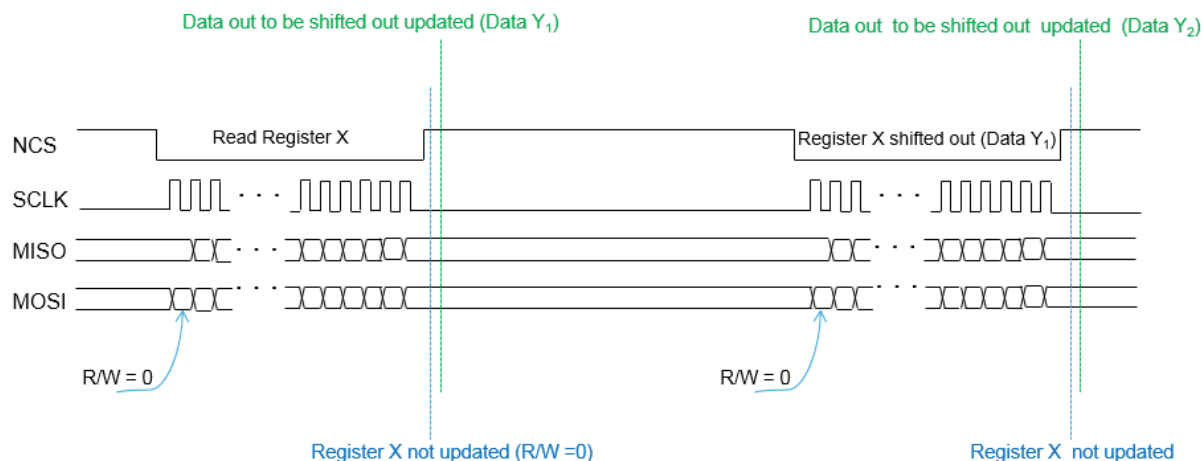 Data out to be shifted out updated (Data Y₁)
Data out to be shifted out updated (Data Y₂)
NCS
Read Register X
Register X shifted out (Data Y₁)
SCLK
· · ·
· · ·
MISO
· · ·
· · ·
MOSI
· · ·
· · ·
R/W = 0
R/W = 0
Register X not updated (R/W =0)
Register X not updated